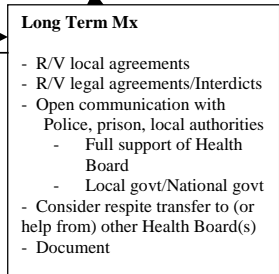 Long Term Mx
- R/V local agreements
- R/V legal agreements/Interdicts
- Open communication with
Police, prison, local authorities
- Full support of Health
Board
- Local govt/National govt
- Consider respite transfer to (or
help from) other Health Board(s)
- Document